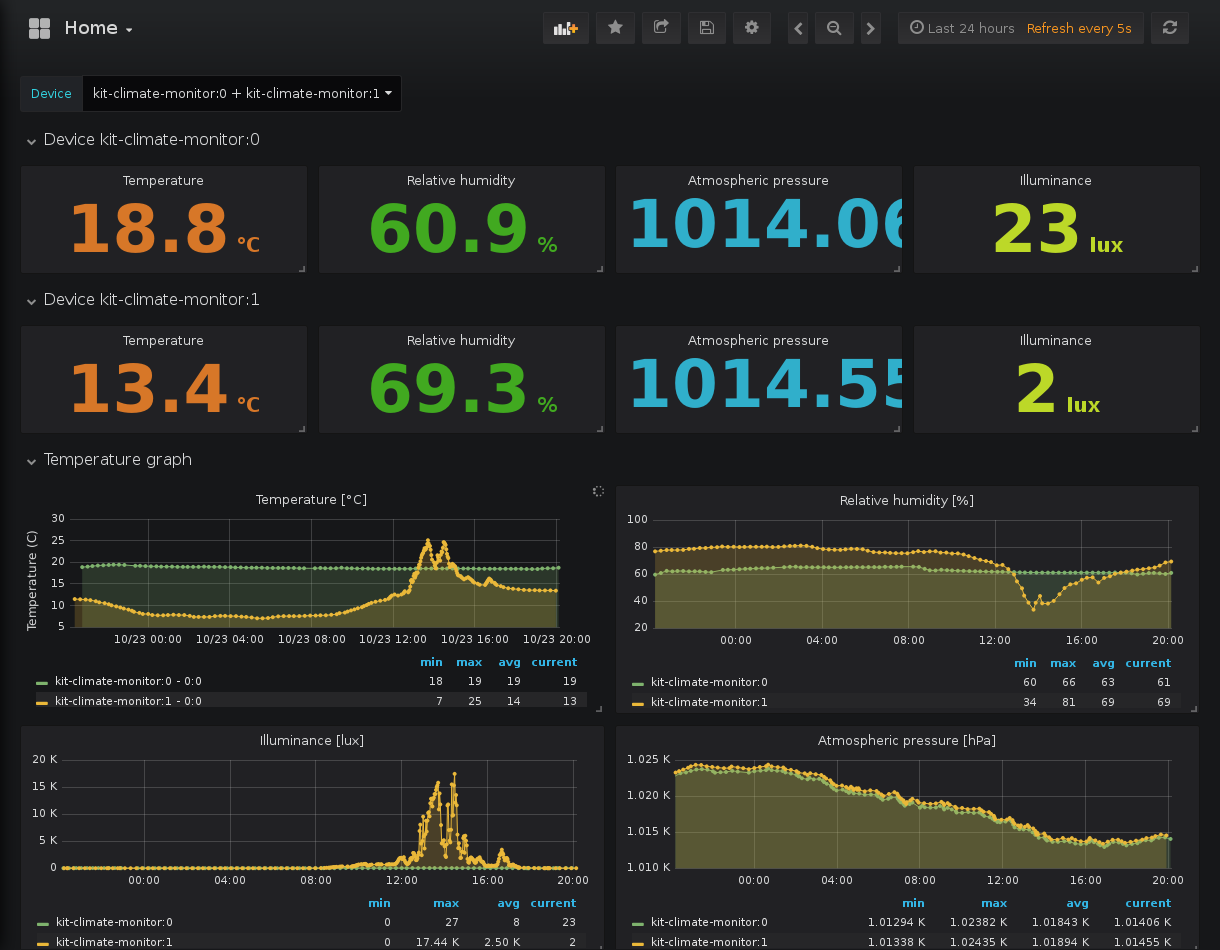 Home
Last 24 hours Refresh every 5s
Device kit-climate-monitor:0 + kit-climate-monitor:1
Device kit-climate-monitor:0
Temperature Relative humidity Atmospheric pressure Illuminance
18.8 °C 60.9 % 1014.06 23 lux
Device kit-climate-monitor:1
Temperature Relative humidity Atmospheric pressure Illuminance
13.4 °C 69.3 % 1014.55 2 lux
Temperature graph
Temperature [°C]
Temperature (C)
30
25
20
15
10
5
10/23 00:00 10/23 04:00 10/23 08:00 10/23 12:00 10/23 16:00 10/23 20:00
min max avg current
kit-climate-monitor:0 - 0:0 18 19 19 19
kit-climate-monitor:1 - 0:0 7 25 14 13
Relative humidity [%]
100
80
60
40
20
00:00 04:00 08:00 12:00 16:00 20:00
min max avg current
kit-climate-monitor:0 60 66 63 61
kit-climate-monitor:1 34 81 69 69
Illuminance [lux]
20 K
15 K
10 K
5 K
0
00:00 04:00 08:00 12:00 16:00 20:00
min max avg current
kit-climate-monitor:0 0 27 8 23
kit-climate-monitor:1 0 17.44 K 2.50 K 2
Atmospheric pressure [hPa]
1.025 K
1.020 K
1.015 K
1.010 K
00:00 04:00 08:00 12:00 16:00 20:00
min max avg current
kit-climate-monitor:0 1.01294 K 1.02382 K 1.01843 K 1.01406 K
kit-climate-monitor:1 1.01338 K 1.02435 K 1.01894 K 1.01455 K